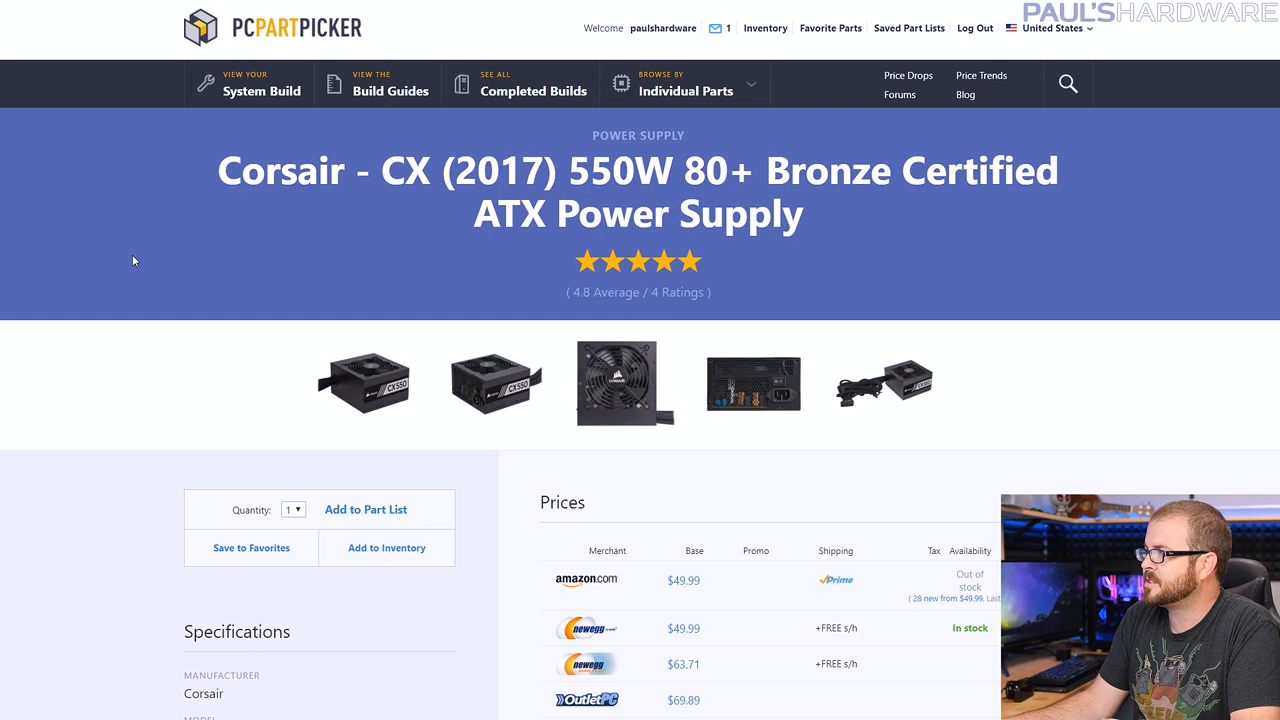 PAUL'SHARDWARE
PCPARTPICKER
Welcome paulshardware 1 Inventory Favorite Parts Saved Part Lists Log Out United States
VIEW YOUR
System Build
VIEW THE
Build Guides
SEE ALL
Completed Builds
BROWSE BY
Individual Parts
Price Drops Price Trends
Forums Blog
POWER SUPPLY
Corsair - CX (2017) 550W 80+ Bronze Certified
ATX Power Supply
( 4.8 Average / 4 Ratings )
CX550 CX550 CORSAIR
Quantity: 1 Add to Part List
Save to Favorites Add to Inventory
Specifications
MANUFACTURER
Corsair
MODEL
Prices
Merchant Base Promo Shipping Tax Availability
amazon.com $49.99 Prime Out of
stock
( 28 new from $49.99. Last
newegg $49.99 +FREE s/h In stock
newegg $63.71 +FREE s/h
OutletPC $69.89